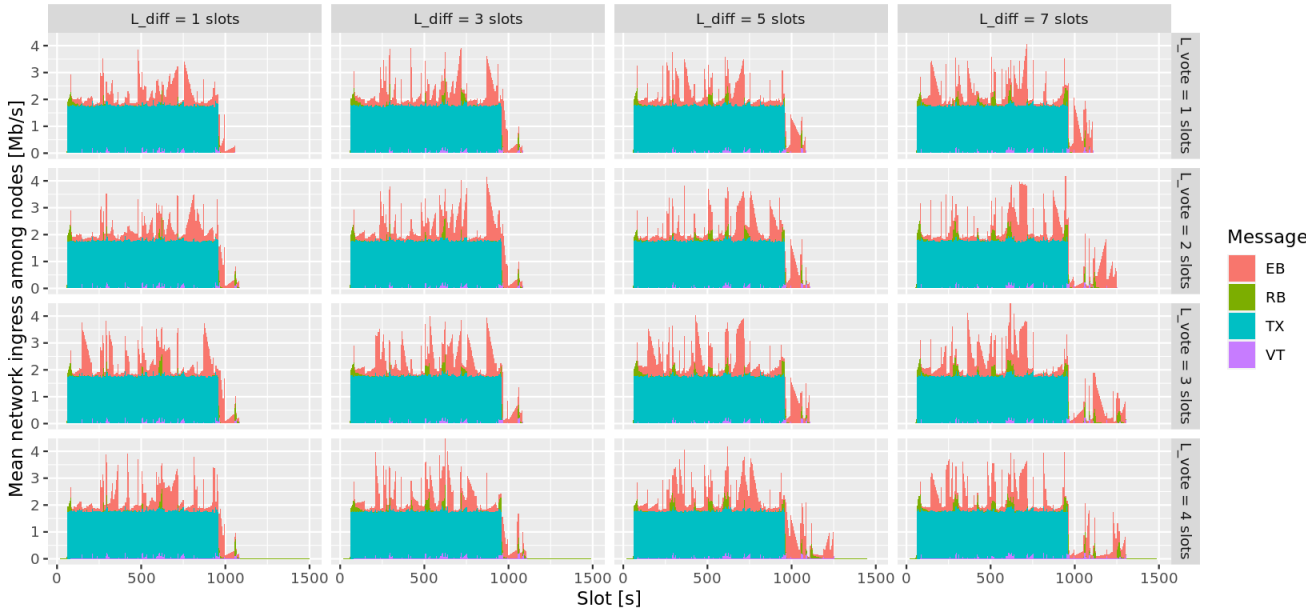 L_diff = 1 slots
L_diff = 3 slots
L_diff = 5 slots
L_diff = 7 slots
Mean network ingress among nodes [Mb/s]
4
3
2
1
0
L_vote = 1 slots
4
3
2
1
0
L_vote = 2 slots
4
3
2
1
0
L_vote = 3 slots
4
3
2
1
0
L_vote = 4 slots
0 500 1000 1500
0 500 1000 1500
0 500 1000 1500
0 500 1000 1500
Slot [s]
Message
EB
RB
TX
VT